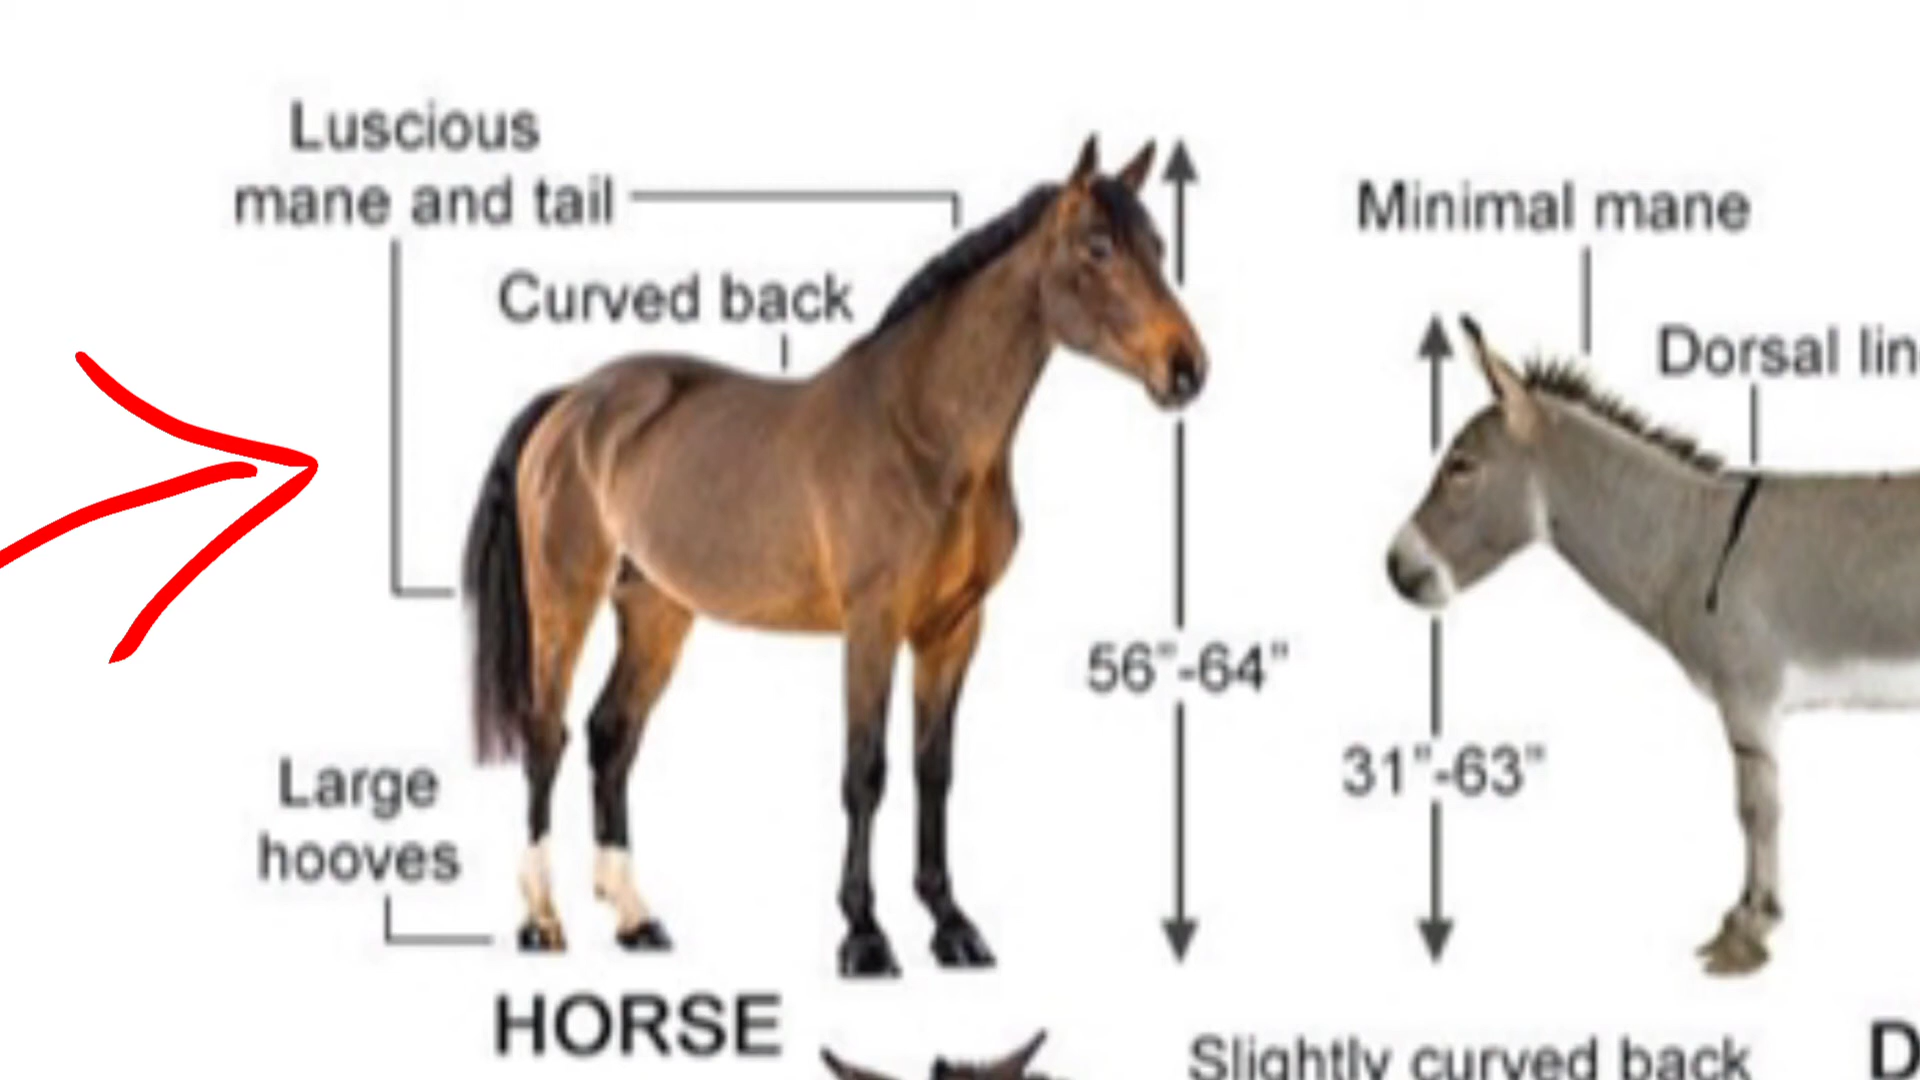 Luscious
mane and tail
Curved back
Minimal mane
Dorsal lin
56"-64"
31"-63"
Large
hooves
HORSE
Slightly curved back
D